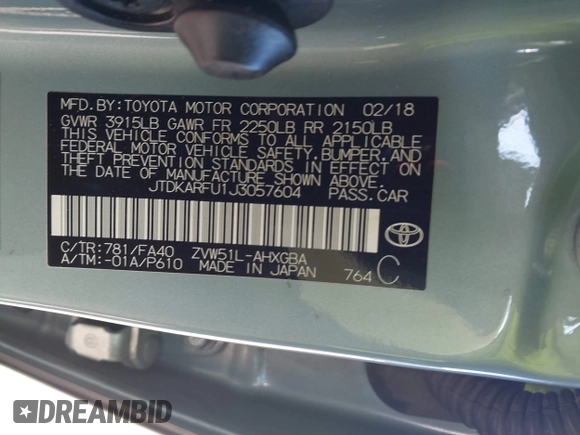 MFD.BY:TOYOTA MOTOR CORPORATION 02/18
GVWR 3915LB GAWR FR 2250LB RR 2150LB
THIS VEHICLE CONFORMS TO ALL APPLICABLE
FEDERAL MOTOR VEHICLE SAFETY,BUMPER,AND
THEFT PREVENTION STANDARDS IN EFFECT ON
THE DATE OF MANUFACTURE SHOWN ABOVE.
JTDKARFU1J3057604 PASS.CAR
C/TR:781/FA40 ZVW51L-AHXGBA
A/TM:-01A/P610 MADE IN JAPAN 764 C
TOYOTA
DREAMBID